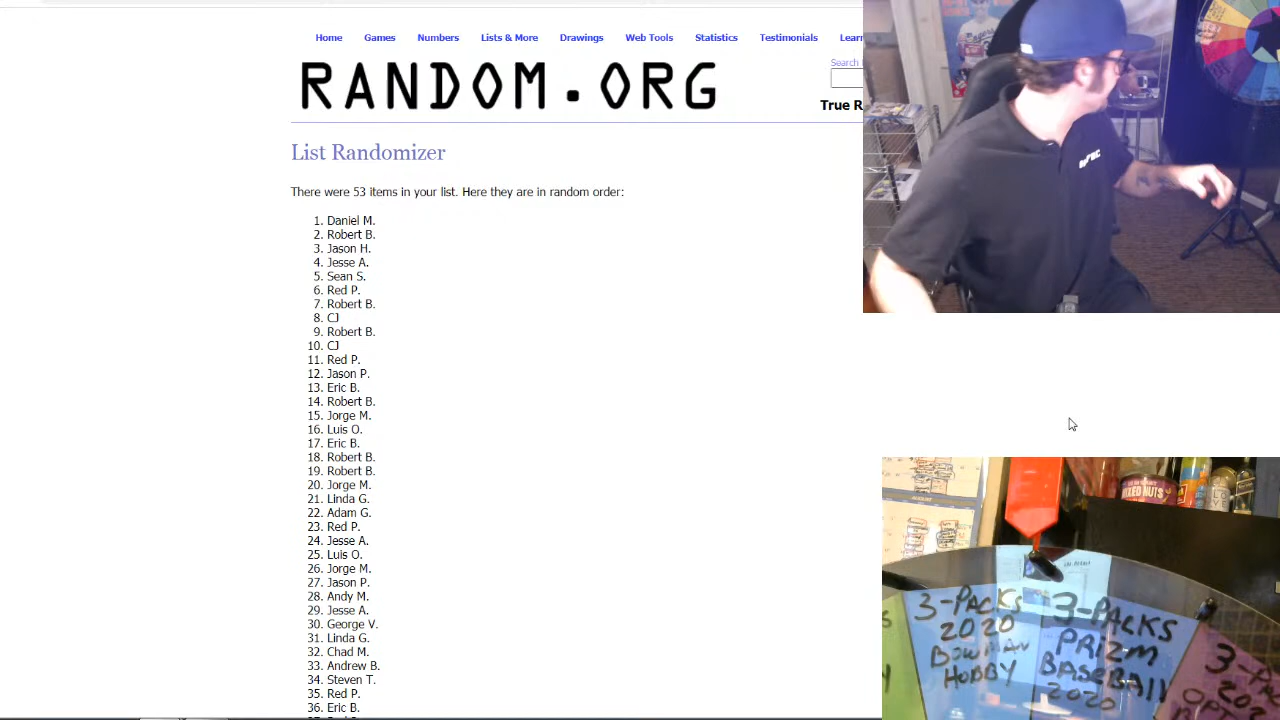 Home Games Numbers Lists & More Drawings Web Tools Statistics Testimonials Learn
RANDOM.ORG
Search
True R
List Randomizer
There were 53 items in your list. Here they are in random order:
1. Daniel M.
2. Robert B.
3. Jason H.
4. Jesse A.
5. Sean S.
6. Red P.
7. Robert B.
8. CJ
9. Robert B.
10. CJ
11. Red P.
12. Jason P.
13. Eric B.
14. Robert B.
15. Jorge M.
16. Luis O.
17. Eric B.
18. Robert B.
19. Robert B.
20. Jorge M.
21. Linda G.
22. Adam G.
23. Red P.
24. Jesse A.
25. Luis O.
26. Jorge M.
27. Jason P.
28. Andy M.
29. Jesse A.
30. George V.
31. Linda G.
32. Chad M.
33. Andrew B.
34. Steven T.
35. Red P.
36. Eric B.
MIXED NUTS
3-PACKS
2020
BOWMAN
HOBBY
3-PACKS
PRIZM
BASEBALL
2020